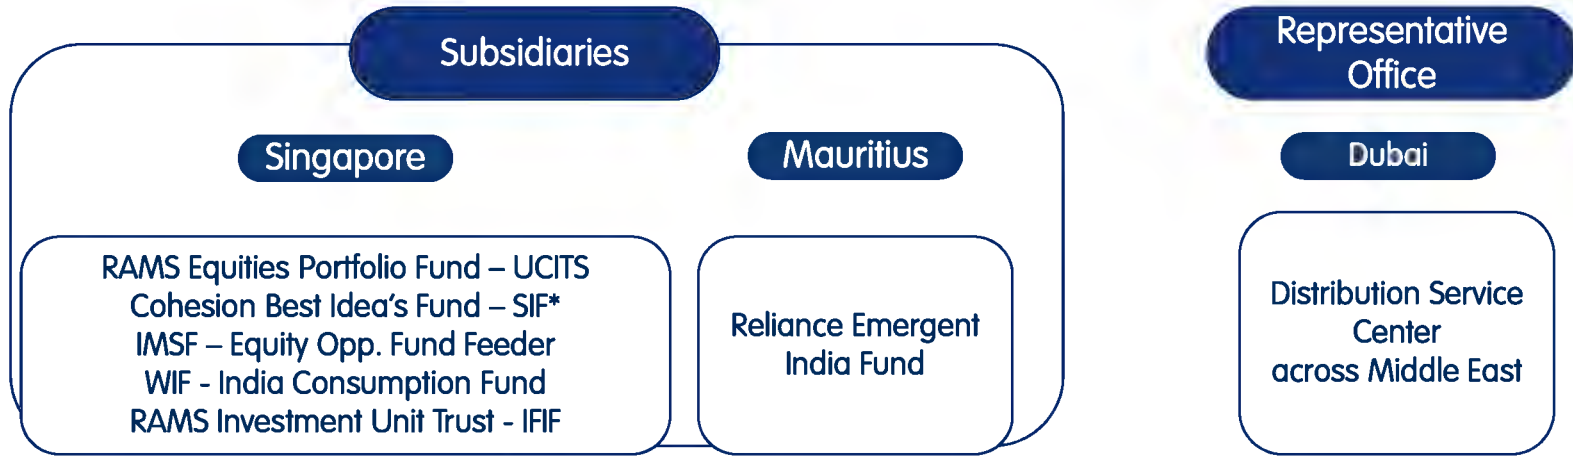 Subsidiaries
Representative
Office
Singapore
Mauritius
Dubai
RAMS Equities Portfolio Fund – UCITS
Cohesion Best Idea's Fund – SIF*
IMSF – Equity Opp. Fund Feeder
WIF - India Consumption Fund
RAMS Investment Unit Trust - IFIF
Reliance Emergent
India Fund
Distribution Service
Center
across Middle East